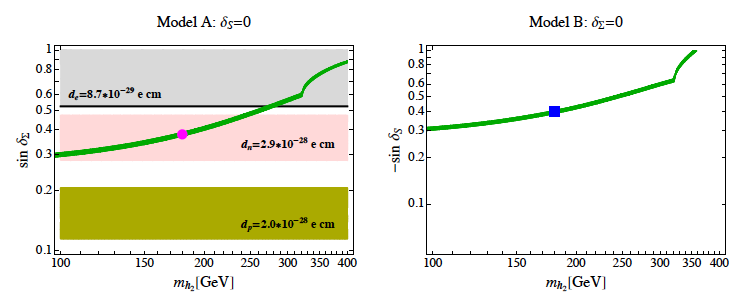 Model A: δ_S=0
1
0.8
0.6
0.5
0.4
0.3
0.2
0.1
sin δ_Σ
d_e=8.7*10^-29 e cm
d_n=2.9*10^-28 e cm
d_p=2.0*10^-28 e cm
100 150 200 250 300 350 400
m_h₂[GeV]
Model B: δ_Σ=0
1
0.8
0.6
0.5
0.4
0.3
0.2
0.1
-sin δ_S
100 150 200 250 300 350 400
m_h₂[GeV]